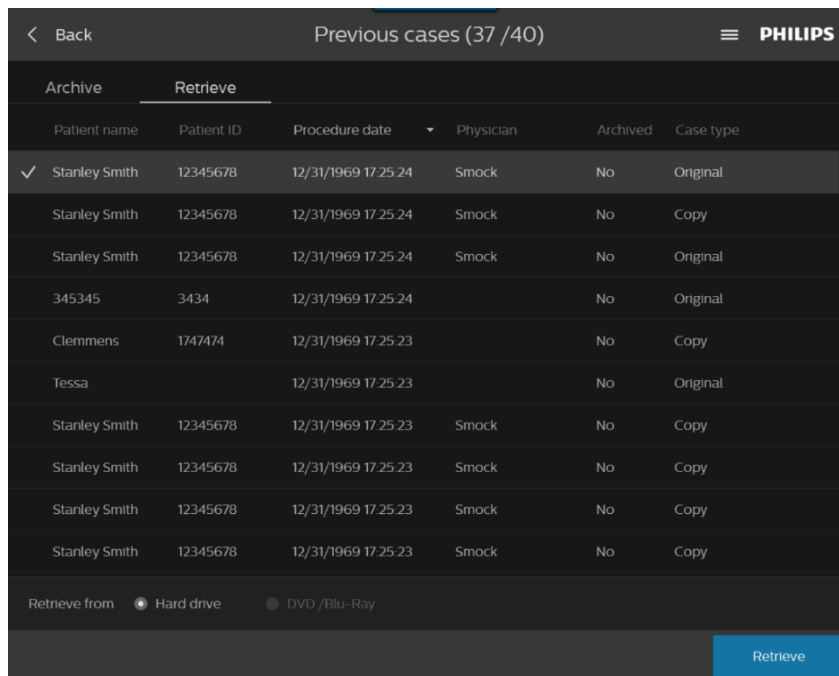 Back Previous cases (37 /40) PHILIPS
Archive Retrieve
Patient name Patient ID Procedure date Physician Archived Case type
Stanley Smith 12345678 12/31/1969 17:25:24 Smock No Original
Stanley Smith 12345678 12/31/1969 17:25:24 Smock No Copy
Stanley Smith 12345678 12/31/1969 17:25:24 Smock No Original
345345 3434 12/31/1969 17:25:24 No Original
Clemmens 1747474 12/31/1969 17:25:23 No Copy
Tessa 12/31/1969 17:25:23 No Original
Stanley Smith 12345678 12/31/1969 17:25:23 Smock No Copy
Stanley Smith 12345678 12/31/1969 17:25:23 Smock No Copy
Stanley Smith 12345678 12/31/1969 17:25:23 Smock No Copy
Stanley Smith 12345678 12/31/1969 17:25:23 Smock No Copy
Retrieve from Hard drive DVD /Blu-Ray
Retrieve